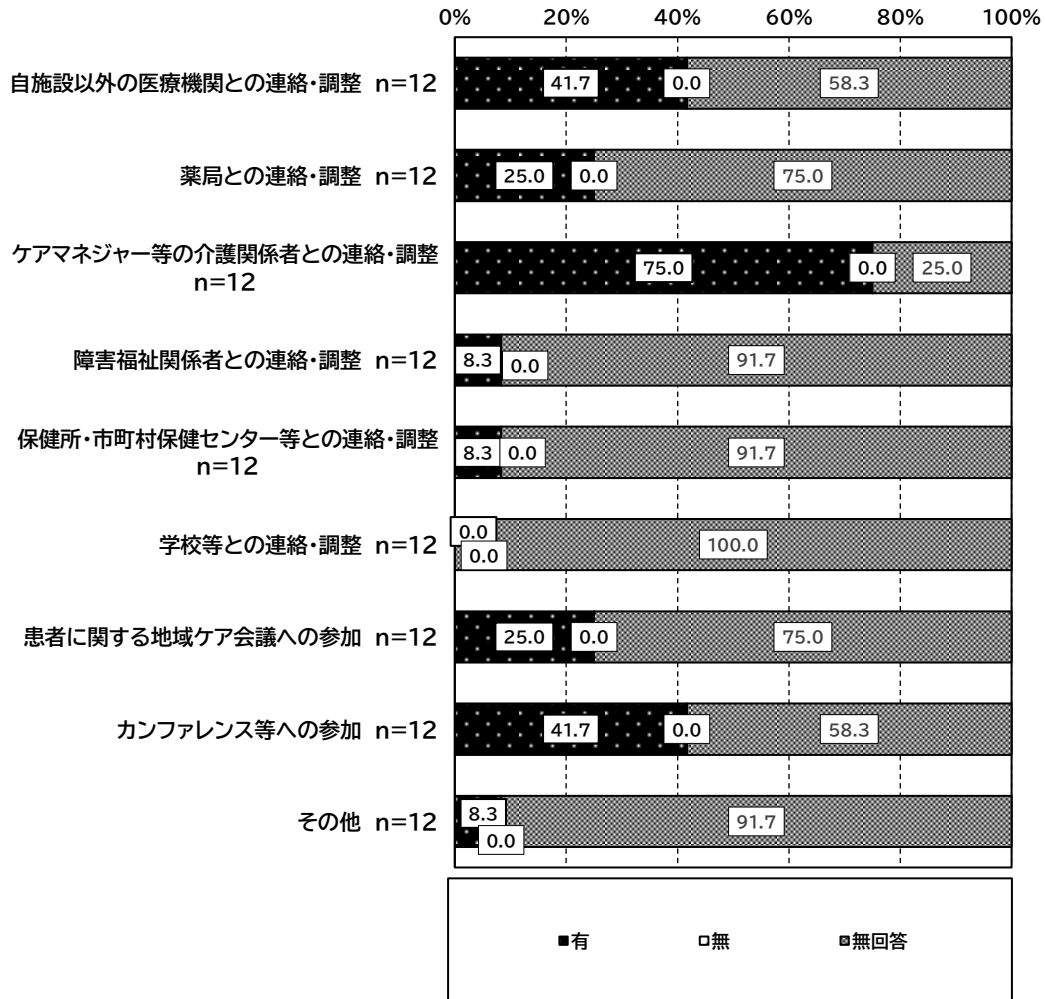 0% 20% 40% 60% 80% 100%
自施設以外の医療機関との連絡・調整 n=12 41.7 0.0 58.3
薬局との連絡・調整 n=12 25.0 0.0 75.0
ケアマネジャー等の介護関係者との連絡・調整
n=12 75.0 0.0 25.0
障害福祉関係者との連絡・調整 n=12 8.3 0.0 91.7
保健所・市町村保健センター等との連絡・調整
n=12 8.3 0.0 91.7
学校等との連絡・調整 n=12 0.0 0.0 100.0
患者に関する地域ケア会議への参加 n=12 25.0 0.0 75.0
カンファレンス等への参加 n=12 41.7 0.0 58.3
その他 n=12 8.3 0.0 91.7
有 無 無回答